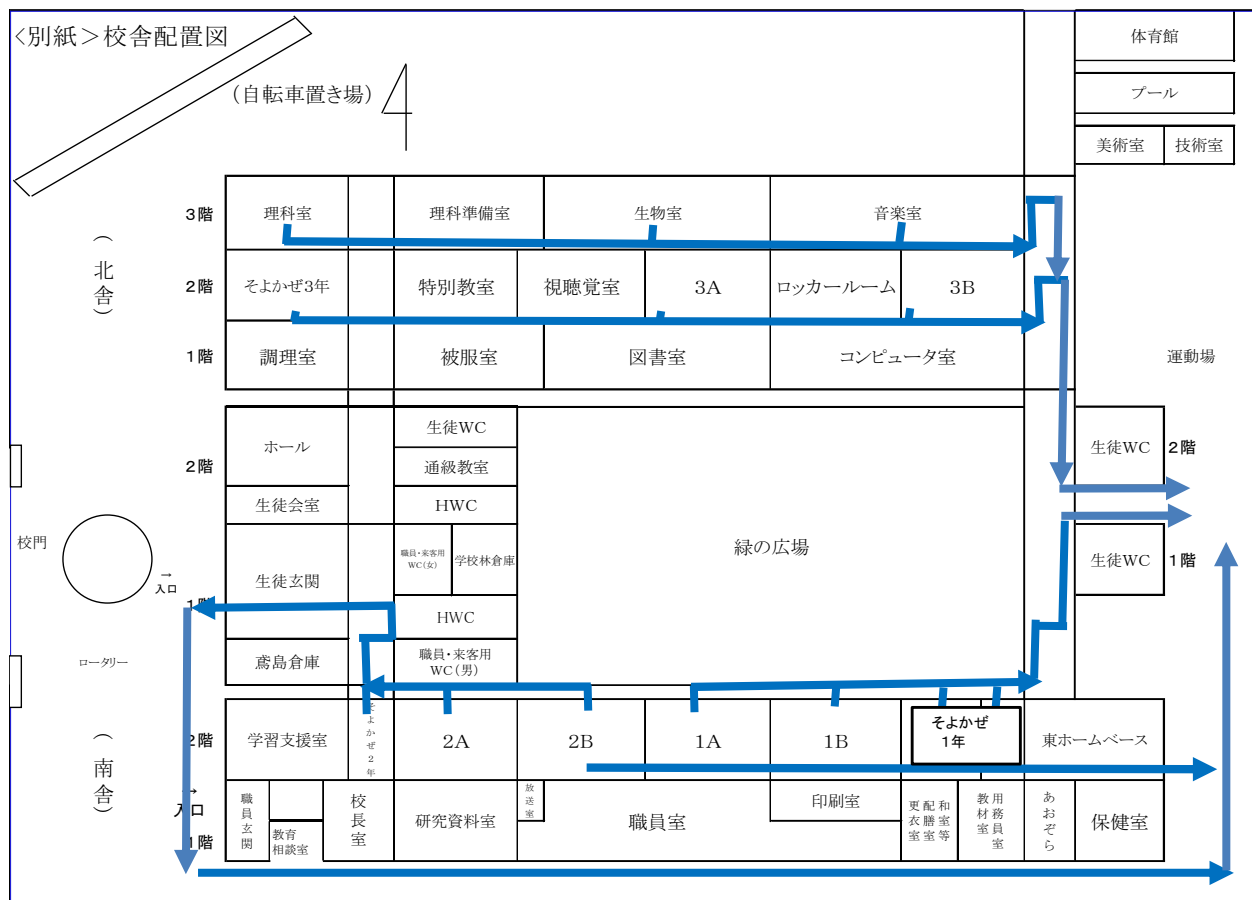 <別紙>校舎配置図
(自転車置き場)
体育館
プール
美術室 技術室
(北舎)
3階 理科室 理科準備室 生物室 音楽室
2階 そよかぜ3年 特別教室 視聴覚室 3A ロッカールーム 3B
1階 調理室 被服室 図書室 コンピュータ室
運動場
2階 ホール
生徒WC
通級教室
生徒会室 HWC
生徒WC 2階
緑の広場
校門
→
入口
1階
生徒玄関
職員・来客用
WC(女)
学校林倉庫
HWC
生徒WC 1階
ロータリー
鳶島倉庫
職員・来客用
WC(男)
(南舎)
2階 学習支援室 そよかぜ2年 2A 2B 1A 1B
そよかぜ
1年
東ホームベース
→
入口
1階
職員玄関
教育
相談室
校長室
研究資料室
放送室
職員室
印刷室
更衣室
配膳室
和室等
教材室
用務員室
あおぞら
保健室